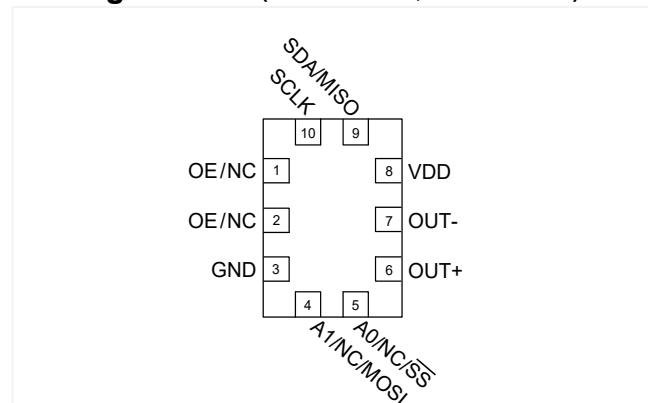 SDA/MISO
SCLK
10 9
OE/NC 1 8 VDD
OE/NC 2 7 OUT-
GND 3 6 OUT+
4 5
A1/NC/MOSI
A0/NC/S̅S̅